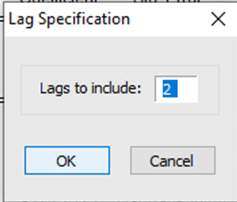 Lag Specification
Lags to include: 2
OK Cancel